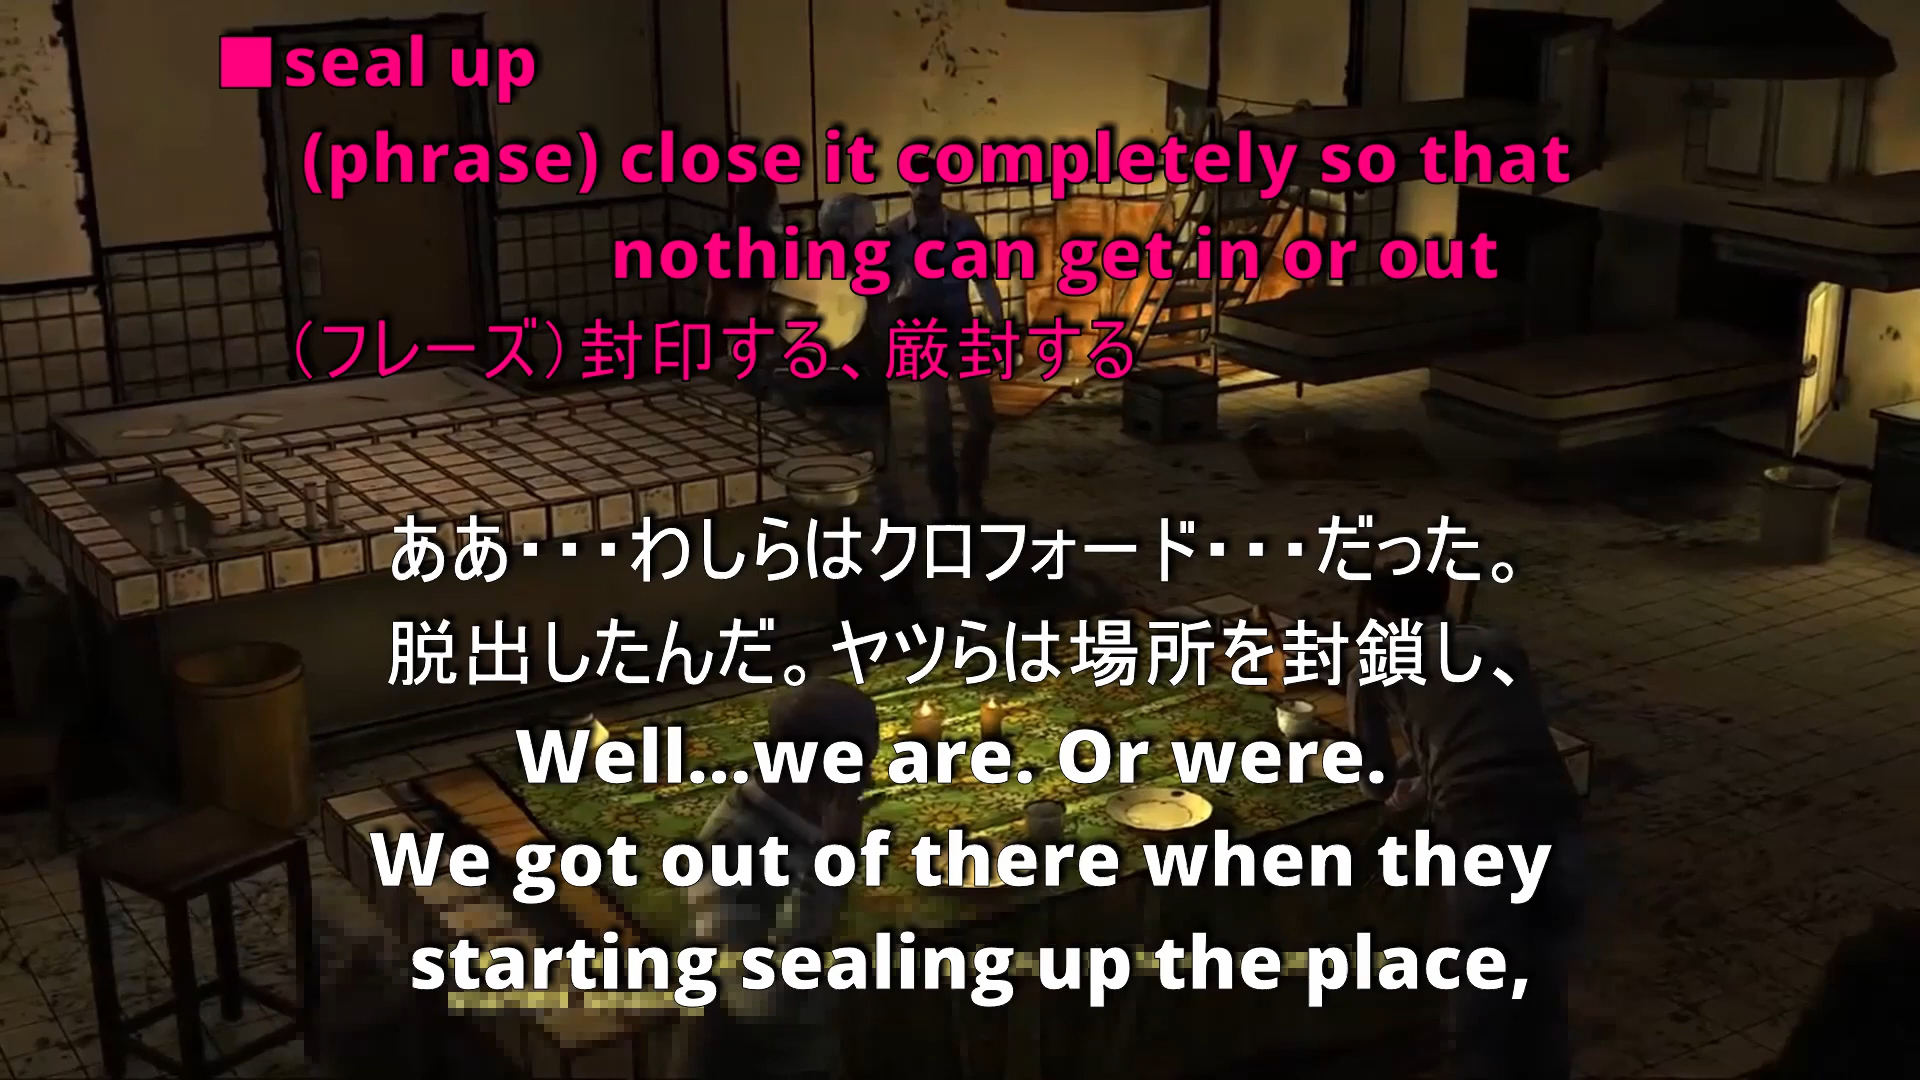 ■seal up
(phrase) close it completely so that
nothing can get in or out
（フレーズ）封印する、厳封する
ああ・・・わしらはクロフォード・・・だった。
脱出したんだ。ヤツらは場所を封鎖し、
Well...we are. Or were.
We got out of there when they
starting sealing up the place,